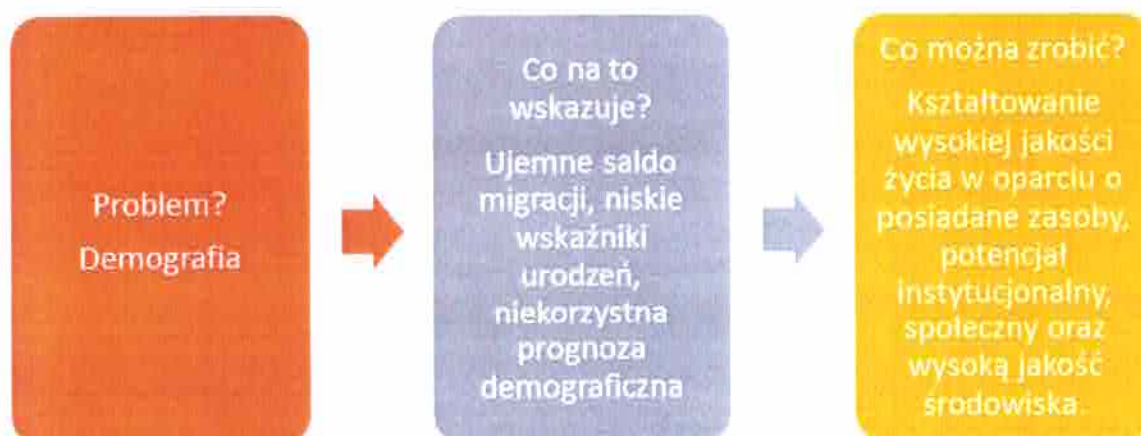 Problem?
Demografia
Co na to
wskazuje?
Ujemne saldo
migracji, niskie
wskaźniki
urodzeń,
niekorzystna
prognoza
demograficzna
Co można zrobić?
Kształtowanie
wysokiej jakości
życia w oparciu o
posiadane zasoby,
potencjał
instytucjonalny,
społeczny oraz
wysoką jakość
środowiska.